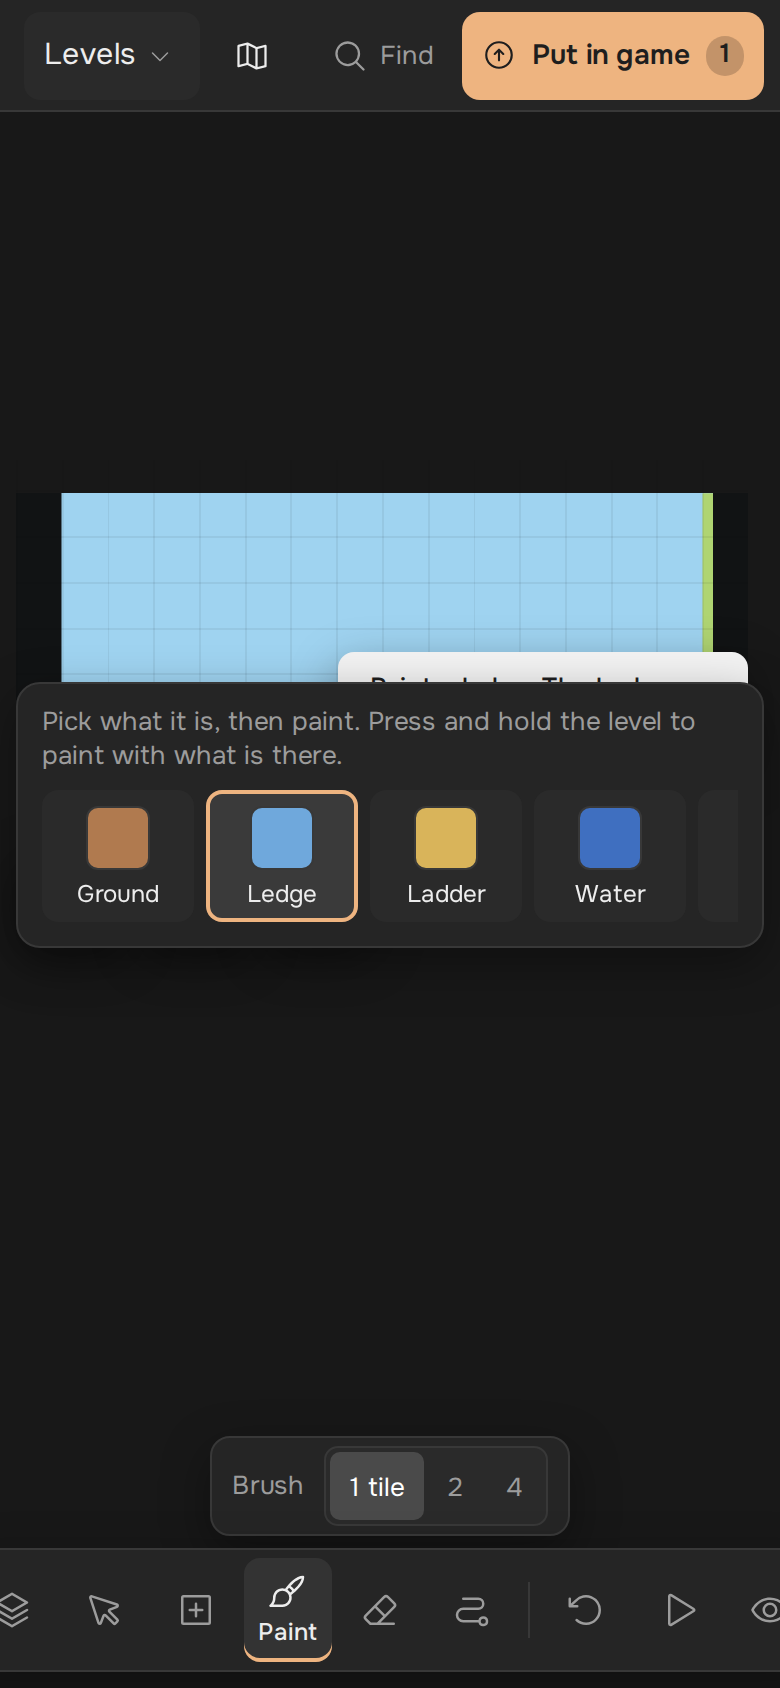 Levels
Find
Put in game 1
Pick what it is, then paint. Press and hold the level to
paint with what is there.
Ground
Ledge
Ladder
Water
Brush
1 tile
2
4
Paint